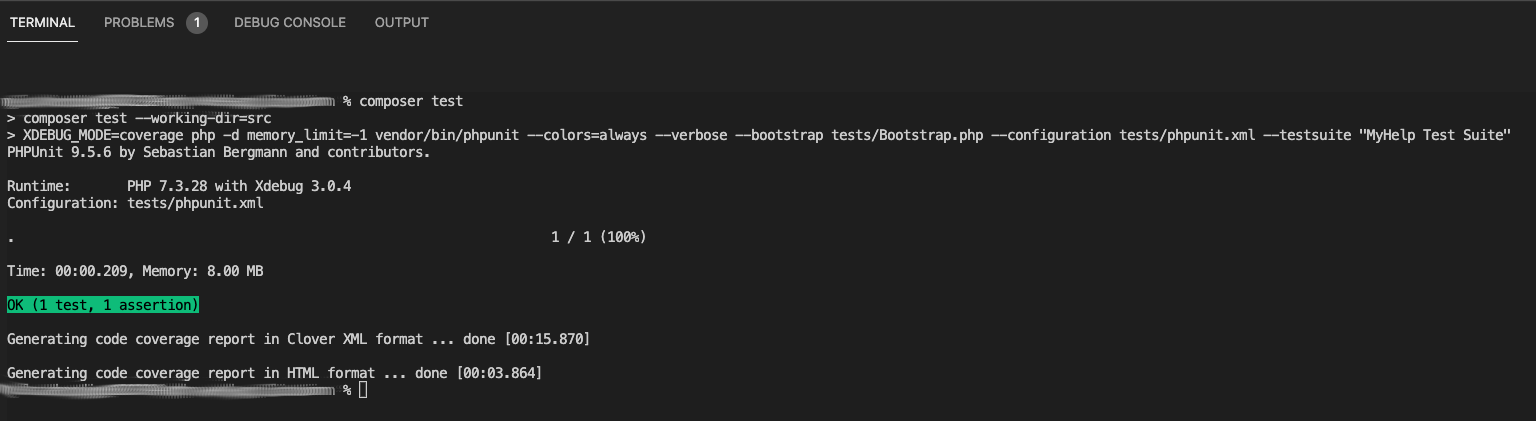 TERMINAL PROBLEMS 1 DEBUG CONSOLE OUTPUT
% composer test
> composer test --working-dir=src
> XDEBUG_MODE=coverage php -d memory_limit=-1 vendor/bin/phpunit --colors=always --verbose --bootstrap tests/Bootstrap.php --configuration tests/phpunit.xml --testsuite "MyHelp Test Suite"
PHPUnit 9.5.6 by Sebastian Bergmann and contributors.
Runtime: PHP 7.3.28 with Xdebug 3.0.4
Configuration: tests/phpunit.xml
. 1 / 1 (100%)
Time: 00:00.209, Memory: 8.00 MB
OK (1 test, 1 assertion)
Generating code coverage report in Clover XML format ... done [00:15.870]
Generating code coverage report in HTML format ... done [00:03.864]
%